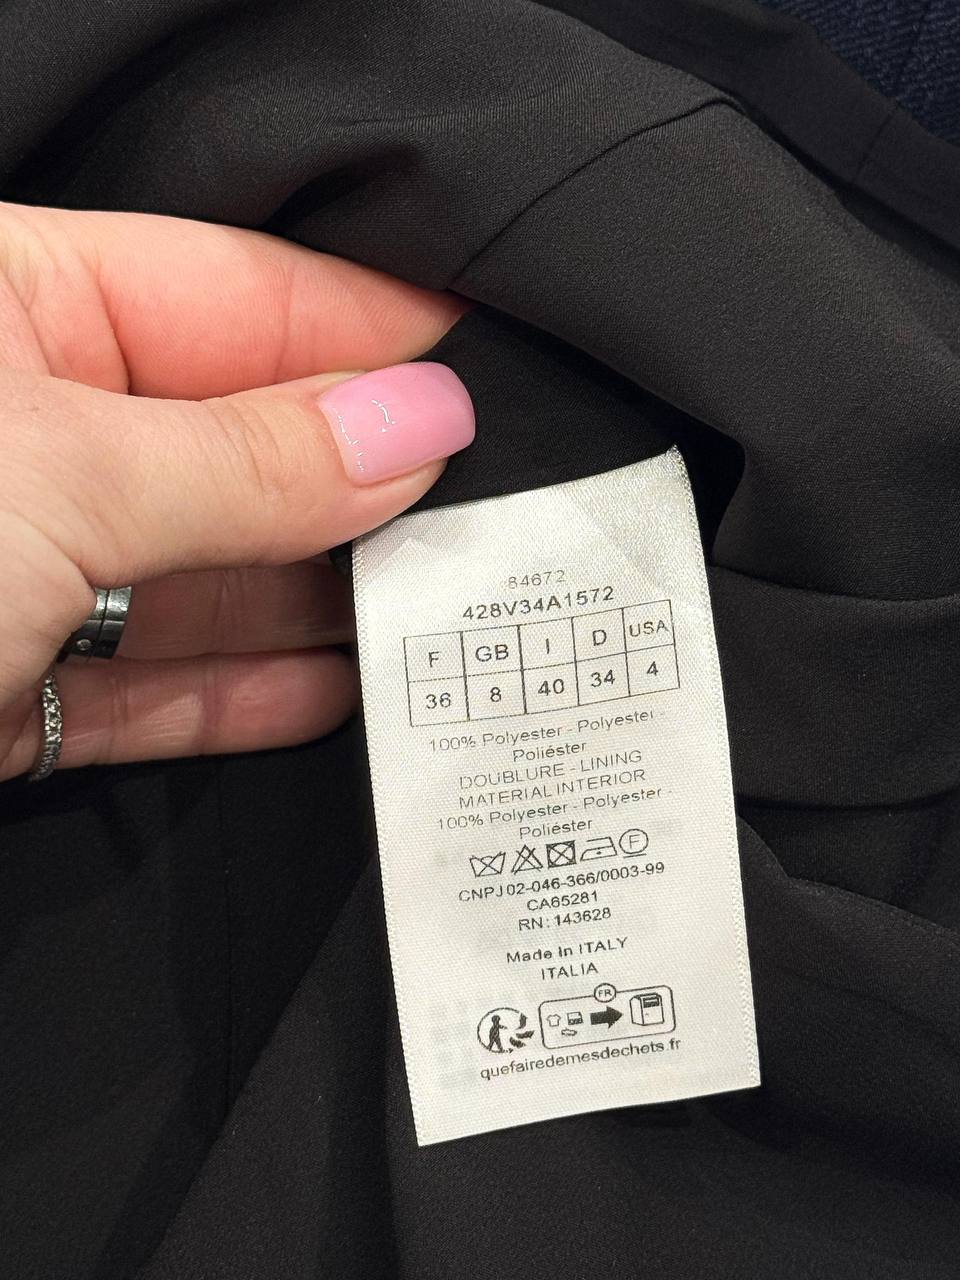 84672
428V34A1572
F GB I D USA
36 8 40 34 4
100% Polyester - Polyester -
Poliéster
DOUBLURE - LINING
MATERIAL INTERIOR
100% Polyester - Polyester -
Poliéster
F
CNPJ 02-046-366/0003-99
CA65281
RN: 143628
Made in ITALY
ITALIA
FR
quefairedemesdechets.fr